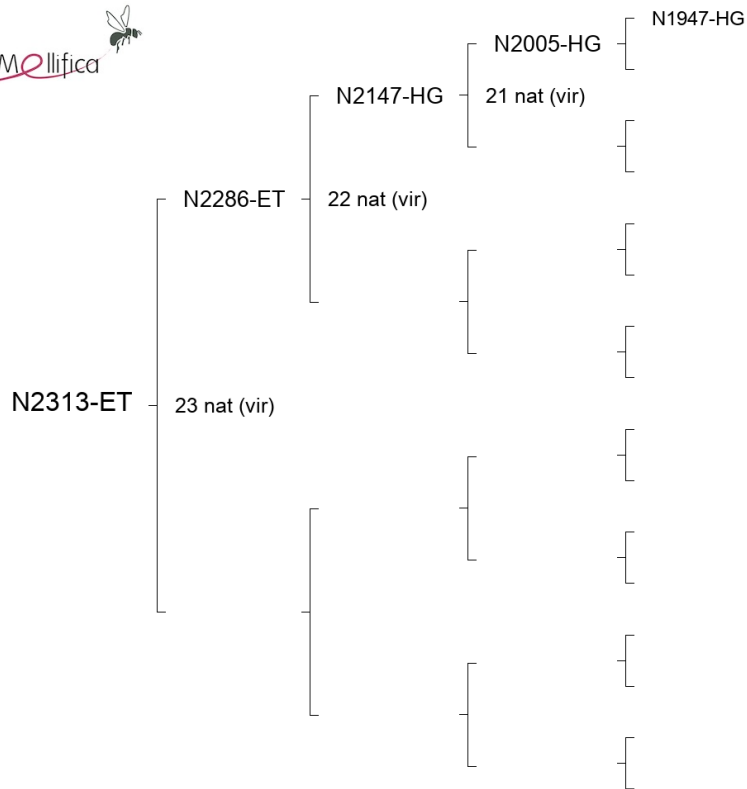 Mellifica
N1947-HG
N2005-HG
N2147-HG
21 nat (vir)
N2286-ET
22 nat (vir)
N2313-ET
23 nat (vir)